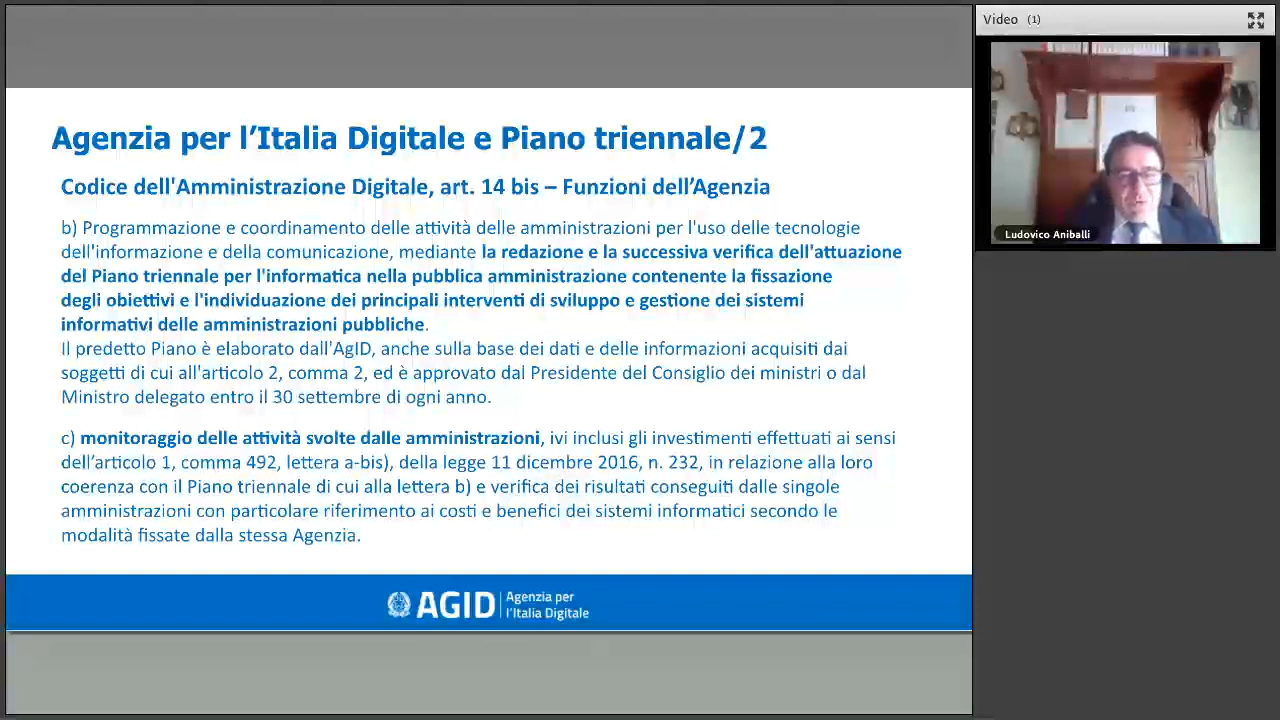 Agenzia per l’Italia Digitale e Piano triennale/2
Codice dell'Amministrazione Digitale, art. 14 bis – Funzioni dell’Agenzia
b) Programmazione e coordinamento delle attività delle amministrazioni per l'uso delle tecnologie
dell'informazione e della comunicazione, mediante la redazione e la successiva verifica dell'attuazione
del Piano triennale per l'informatica nella pubblica amministrazione contenente la fissazione
degli obiettivi e l'individuazione dei principali interventi di sviluppo e gestione dei sistemi
informativi delle amministrazioni pubbliche.
Il predetto Piano è elaborato dall'AgID, anche sulla base dei dati e delle informazioni acquisiti dai
soggetti di cui all'articolo 2, comma 2, ed è approvato dal Presidente del Consiglio dei ministri o dal
Ministro delegato entro il 30 settembre di ogni anno.
c) monitoraggio delle attività svolte dalle amministrazioni, ivi inclusi gli investimenti effettuati ai sensi
dell’articolo 1, comma 492, lettera a-bis), della legge 11 dicembre 2016, n. 232, in relazione alla loro
coerenza con il Piano triennale di cui alla lettera b) e verifica dei risultati conseguiti dalle singole
amministrazioni con particolare riferimento ai costi e benefici dei sistemi informatici secondo le
modalità fissate dalla stessa Agenzia.
AGID
Agenzia per
l’Italia Digitale
Video (1)
Ludovico Aniballi